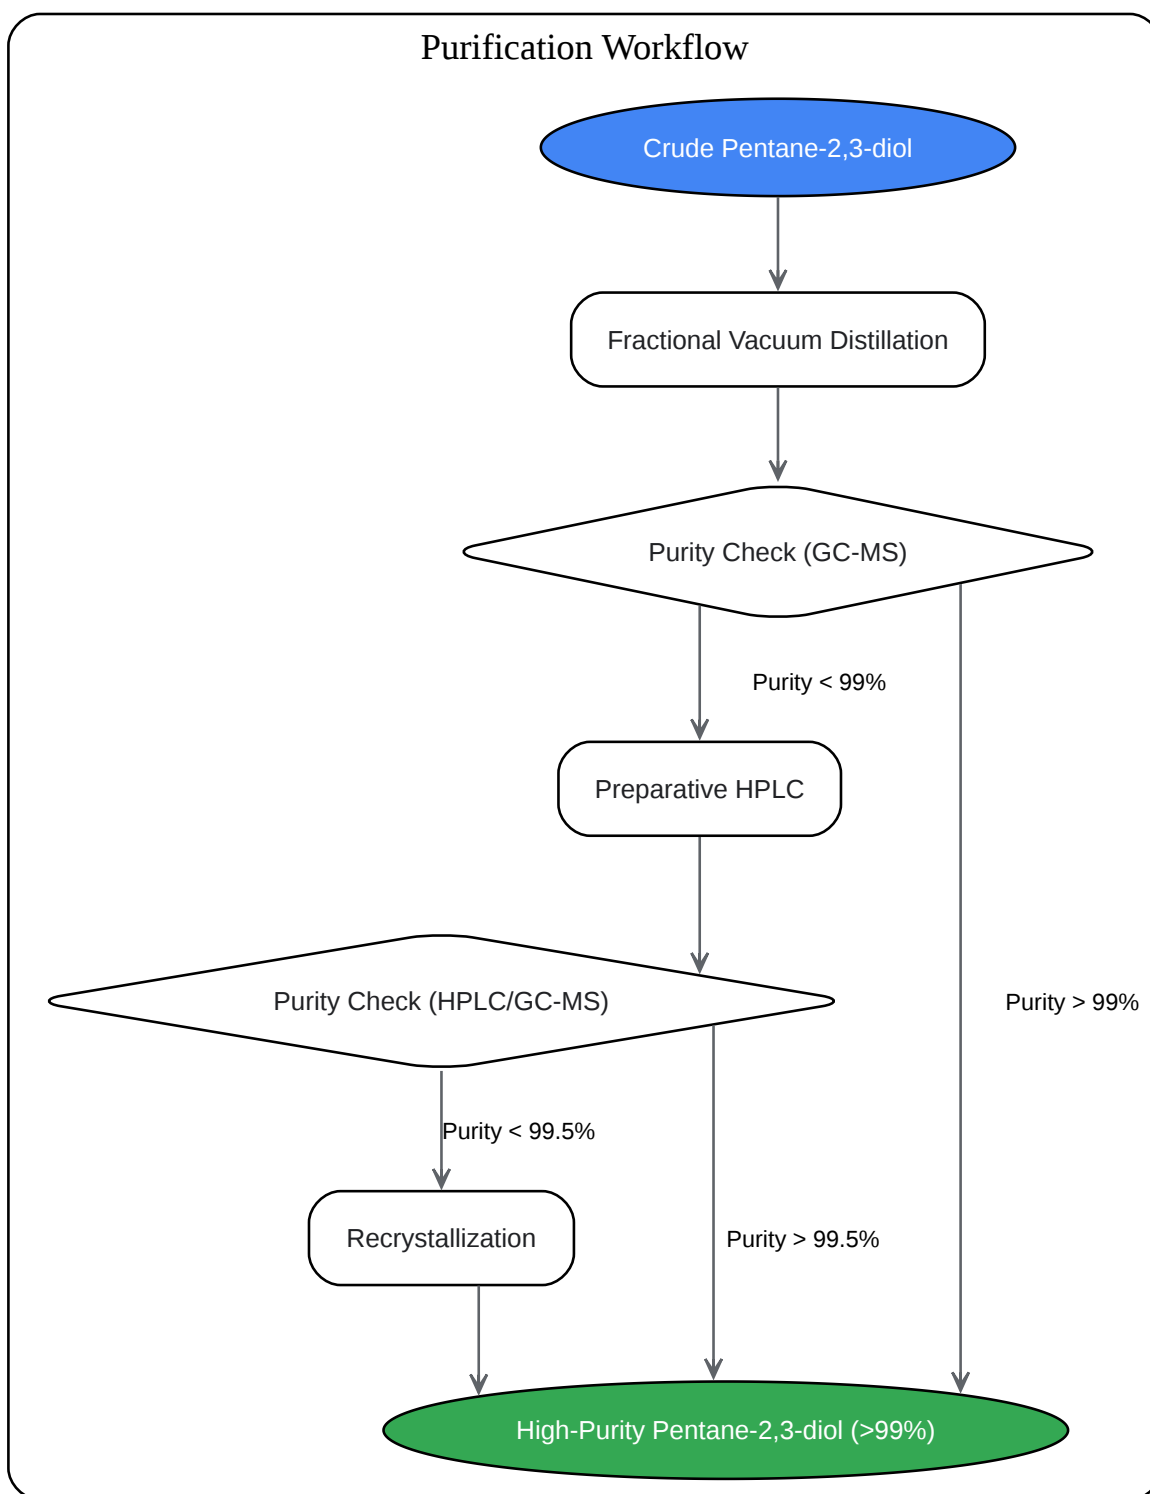 Purification Workflow
Crude Pentane-2,3-diol
Fractional Vacuum Distillation
Purity Check (GC-MS)
Purity < 99%
Preparative HPLC
Purity Check (HPLC/GC-MS)
Purity > 99%
Purity < 99.5%
Recrystallization
Purity > 99.5%
High-Purity Pentane-2,3-diol (>99%)